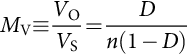 M_V ≡ V_O / V_S = D / n(1 − D)